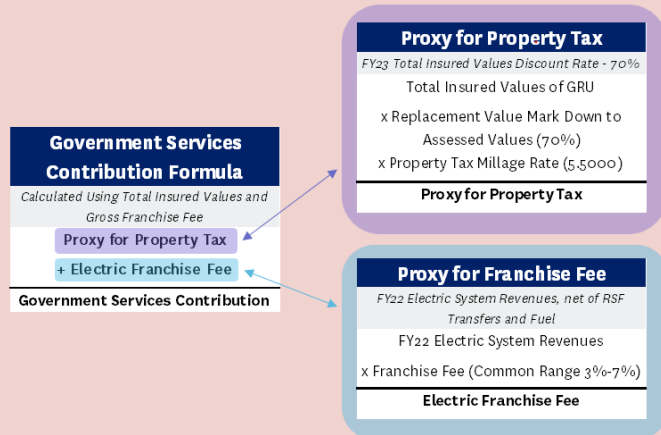 Government Services
Contribution Formula
Calculated Using Total Insured Values and
Gross Franchise Fee
Proxy for Property Tax
+ Electric Franchise Fee
Government Services Contribution
Proxy for Property Tax
FY23 Total Insured Values Discount Rate - 70%
Total Insured Values of GRU
x Replacement Value Mark Down to
Assessed Values (70%)
x Property Tax Millage Rate (5.5000)
Proxy for Property Tax
Proxy for Franchise Fee
FY22 Electric System Revenues, net of RSF
Transfers and Fuel
FY22 Electric System Revenues
x Franchise Fee (Common Range 3%-7%)
Electric Franchise Fee